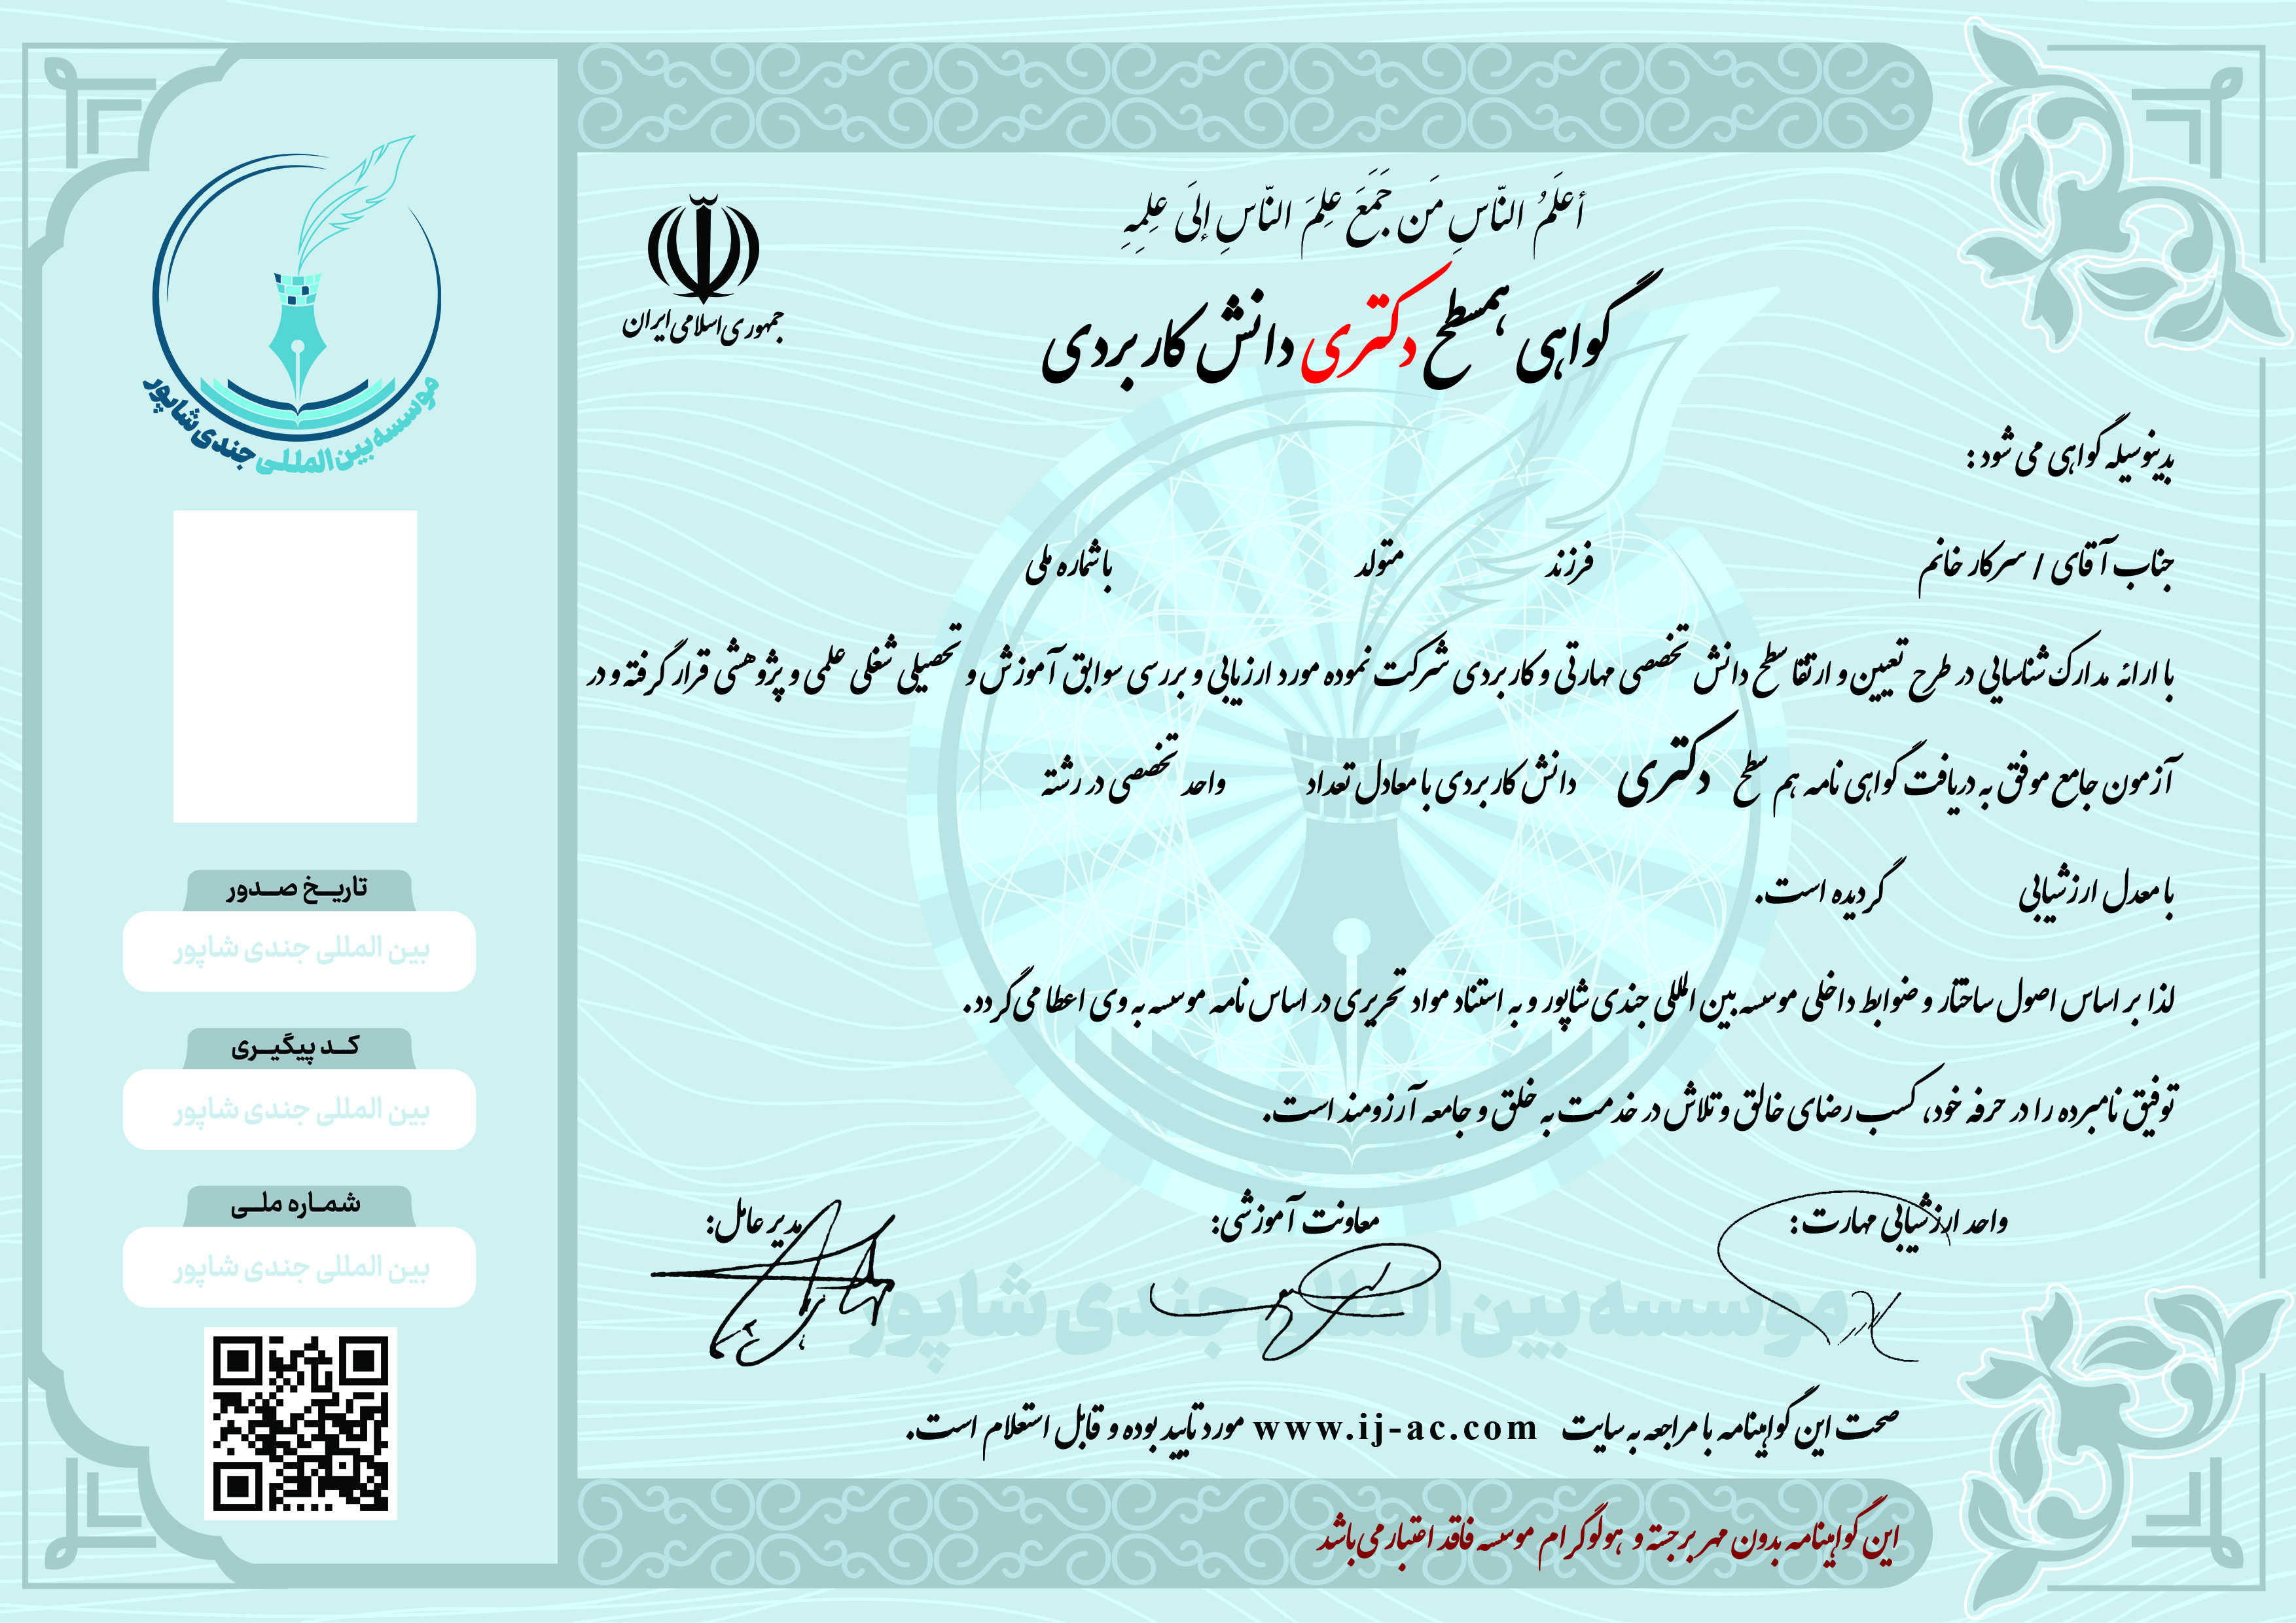 أعلَمُ النّاسِ مَن جَمَعَ عِلمَ النّاسِ إلَى عِلمِهِ
جمهوری اسلامی ایران
گواهی همسطح دکتری دانش کاربردی
بدینوسیله گواهی می شود :
جناب آقای / سرکار خانم فرزند متولد با شماره ملی
با ارائه مدارک شناسایی در طرح تعیین و ارتقا سطح دانش تخصصی مهارتی و کاربردی شرکت نموده مورد ارزیابی و بررسی سوابق آموزش و تحصیلی شغلی علمی و پژوهشی قرار گرفته و در
آزمون جامع موفق به دریافت گواهی نامه هم سطح دکتری دانش کاربردی با معادل تعداد واحد تخصصی در رشته
با معدل ارزشیابی گردیده است.
لذا بر اساس اصول ساختار و ضوابط داخلی موسسه بین المللی جندی شاپور و به استناد مواد تحریری در اساس نامه موسسه به وی اعطا می گردد.
توفیق نامبرده را در حرفه خود، کسب رضای خالق و تلاش در خدمت به خلق و جامعه آرزومند است.
واحد ارزشیابی مهارت : معاونت آموزشی: مدیر عامل:
موسسه بین المللی جندی شاپور
صحت این گواهینامه با مراجعه به سایت www.ij-ac.com مورد تایید بوده و قابل استعلام است.
این گواهینامه بدون مهر برجسته و هولوگرام موسسه فاقد اعتبار می باشد
موسسه بین المللی جندی شاپور
تاریخ صدور
بین المللی جندی شاپور
کد پیگیری
بین المللی جندی شاپور
شماره ملی
بین المللی جندی شاپور